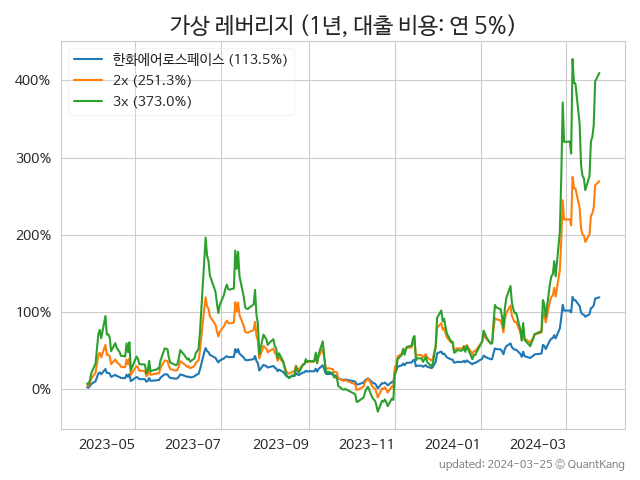 가상 레버리지 (1년, 대출 비용: 연 5%)
한화에어로스페이스 (113.5%)
2x (251.3%)
3x (373.0%)
400%
300%
200%
100%
0%
2023-05 2023-07 2023-09 2023-11 2024-01 2024-03
updated: 2024-03-25 © QuantKang